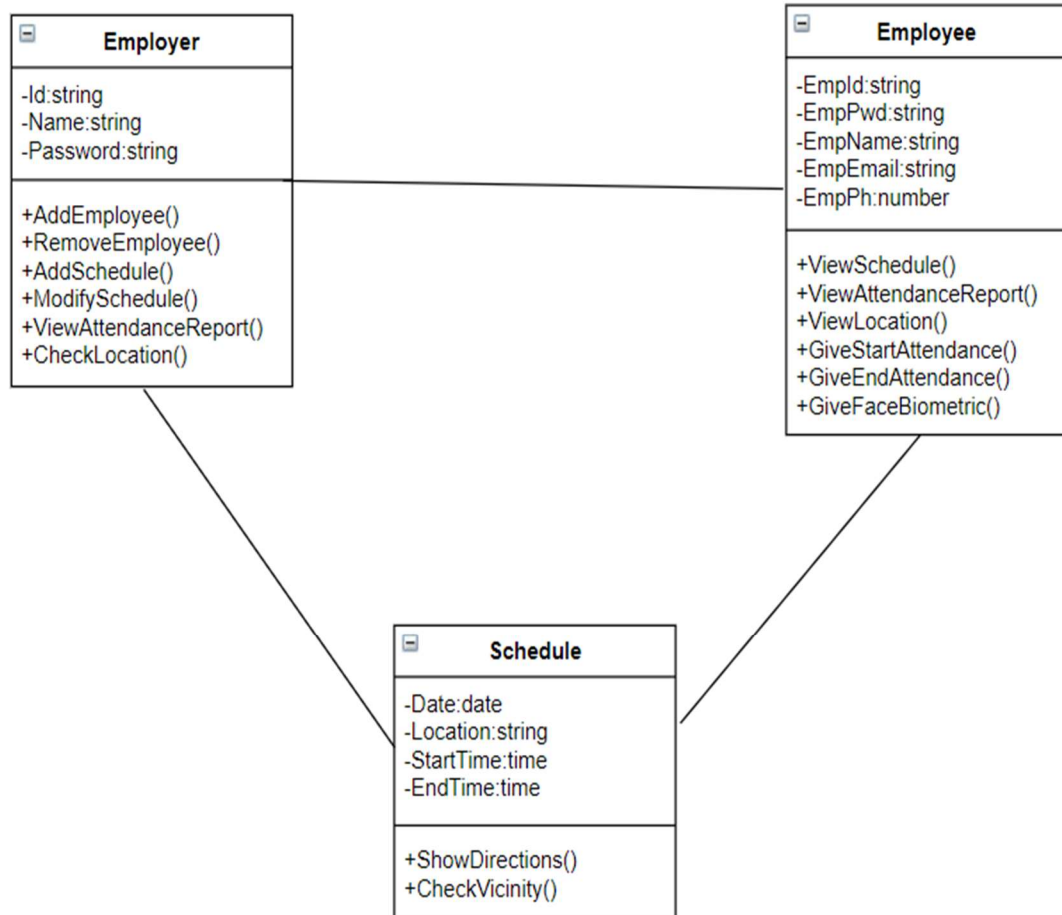 Employer
-Id:string
-Name:string
-Password:string
+AddEmployee()
+RemoveEmployee()
+AddSchedule()
+ModifySchedule()
+ViewAttendanceReport()
+CheckLocation()
Employee
-EmpId:string
-EmpPwd:string
-EmpName:string
-EmpEmail:string
-EmpPh:number
+ViewSchedule()
+ViewAttendanceReport()
+ViewLocation()
+GiveStartAttendance()
+GiveEndAttendance()
+GiveFaceBiometric()
Schedule
-Date:date
-Location:string
-StartTime:time
-EndTime:time
+ShowDirections()
+CheckVicinity()